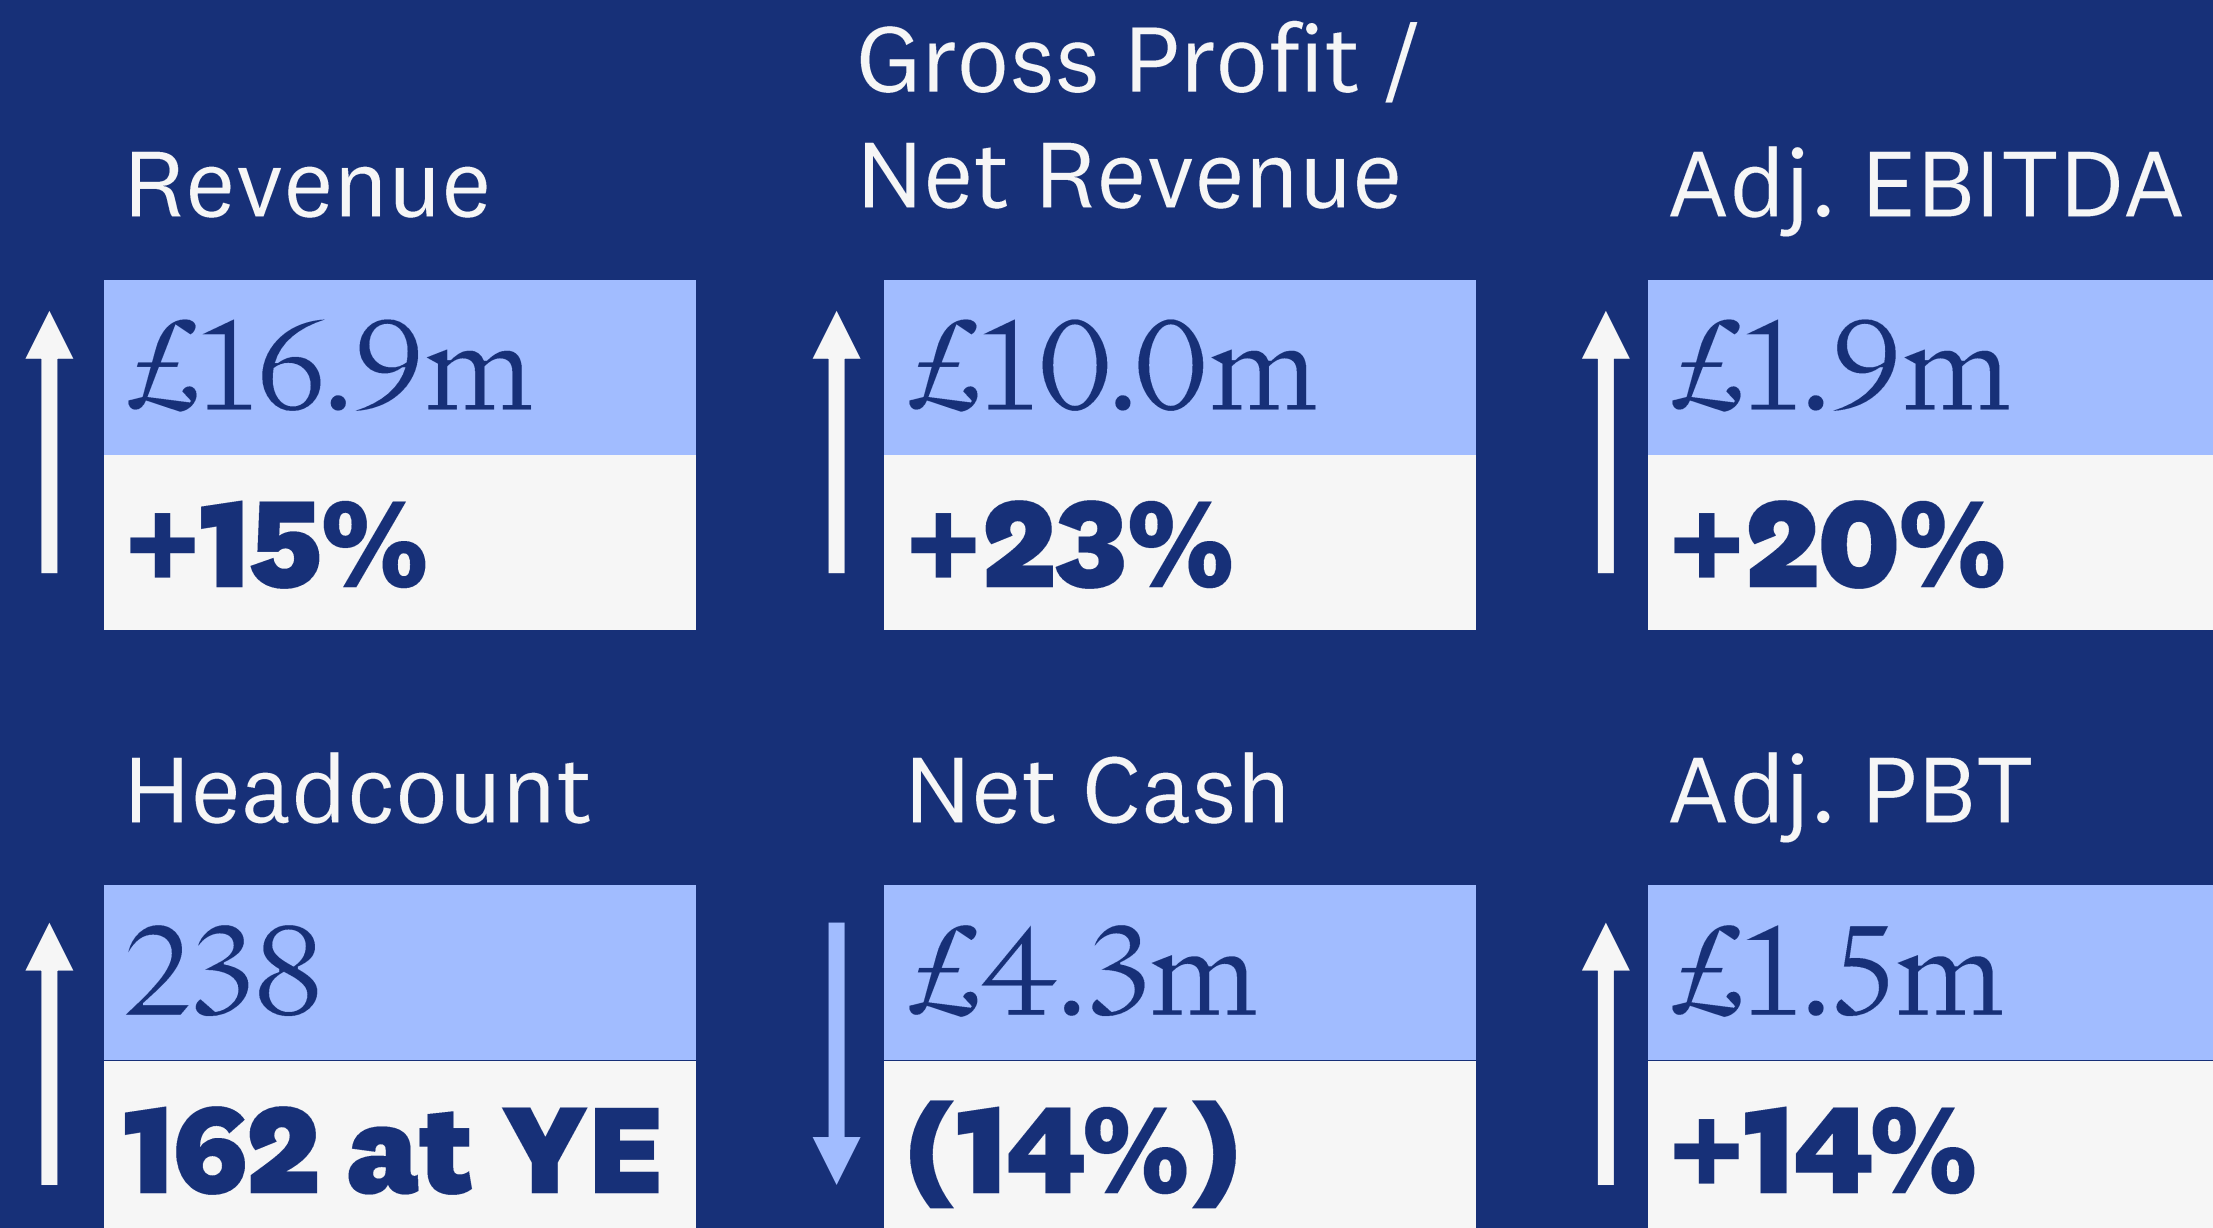 Revenue
£16.9m
+15%
Gross Profit /
Net Revenue
£10.0m
+23%
Adj. EBITDA
£1.9m
+20%
Headcount
238
162 at YE
Net Cash
£4.3m
(14%)
Adj. PBT
£1.5m
+14%